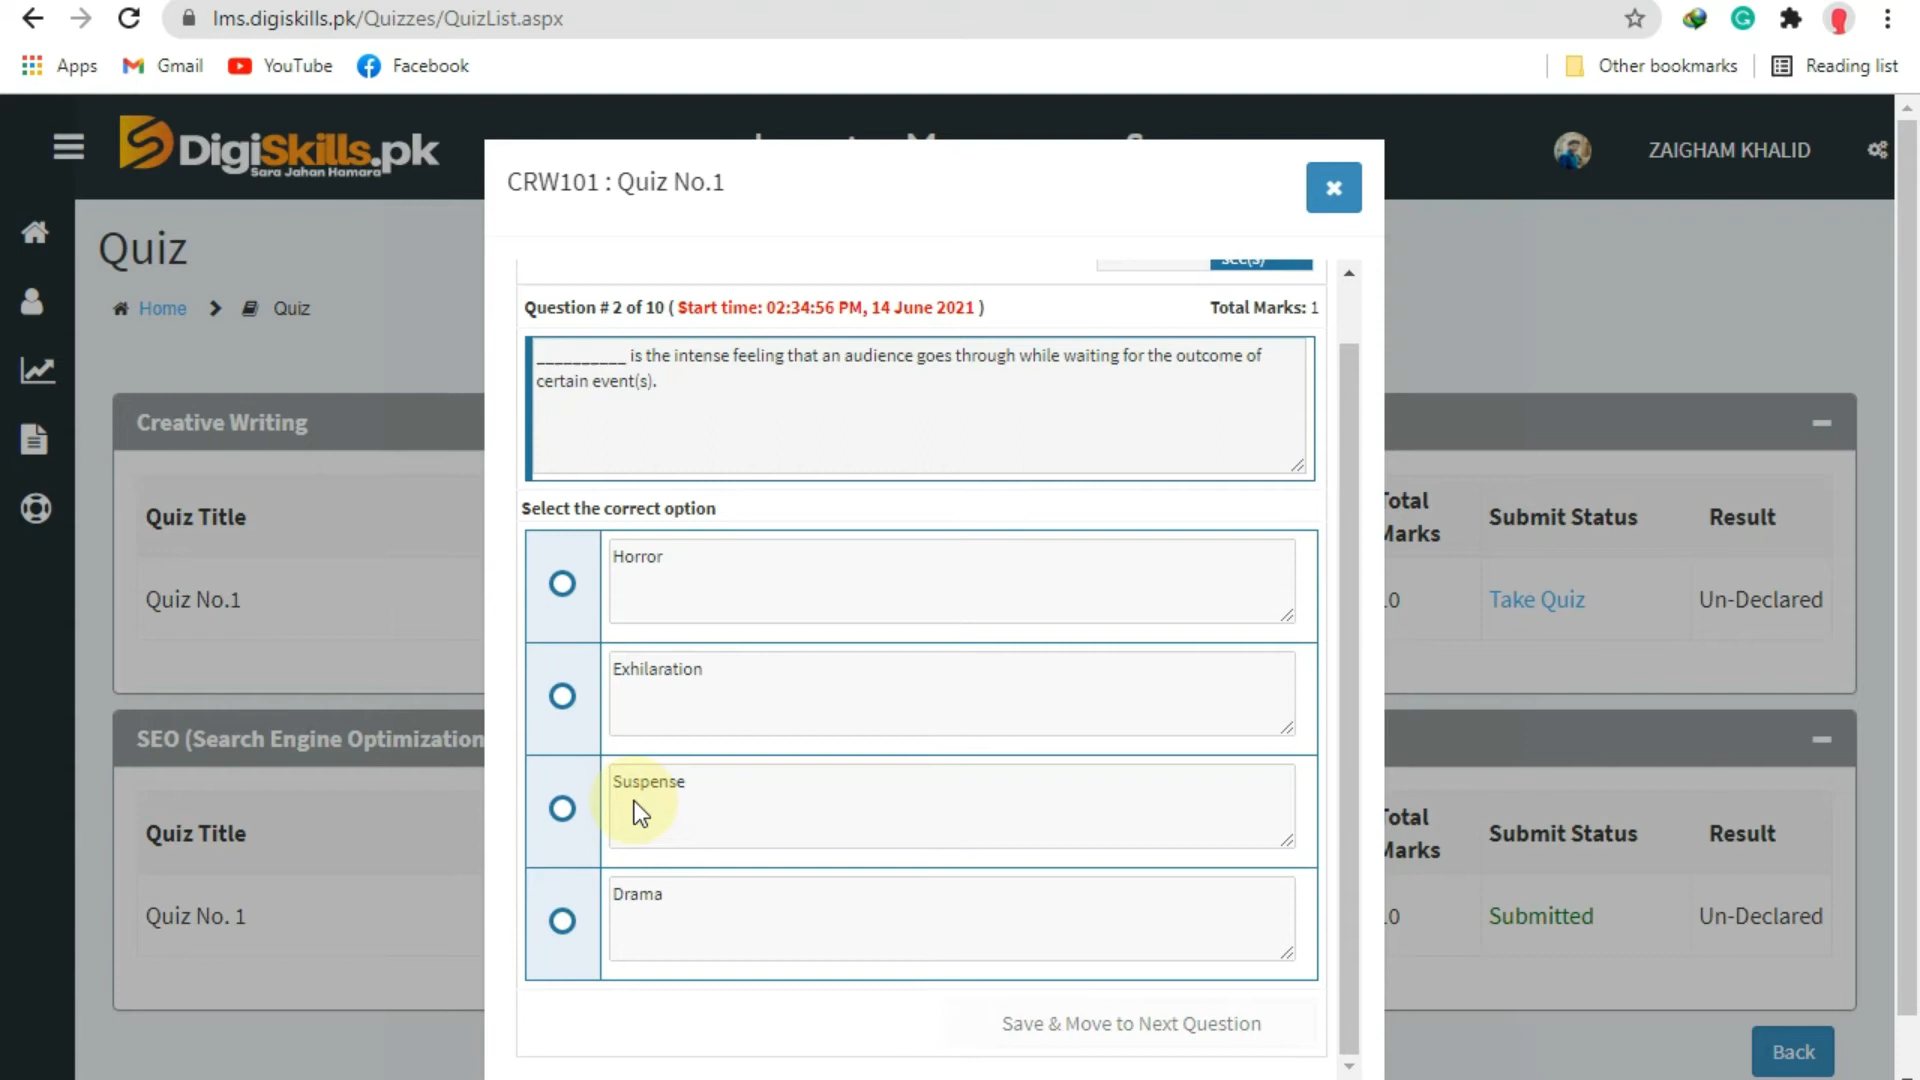 lms.digiskills.pk/Quizzes/QuizList.aspx
Apps
Gmail
YouTube
Facebook
Other bookmarks
Reading list
DigiSkills.pk
Sara Jahan Hamara
ZAIGHAM KHALID
CRW101 : Quiz No.1
Quiz
Home
Quiz
sec(s)
Question # 2 of 10 ( Start time: 02:34:56 PM, 14 June 2021 )
Total Marks: 1
__________ is the intense feeling that an audience goes through while waiting for the outcome of
certain event(s).
Select the correct option
Horror
Exhilaration
Suspense
Drama
Save & Move to Next Question
Creative Writing
Quiz Title
Total
Marks
Submit Status
Result
Quiz No.1
Take Quiz
Un-Declared
SEO (Search Engine Optimization
Quiz Title
Total
Marks
Submit Status
Result
Quiz No. 1
Submitted
Un-Declared
Back